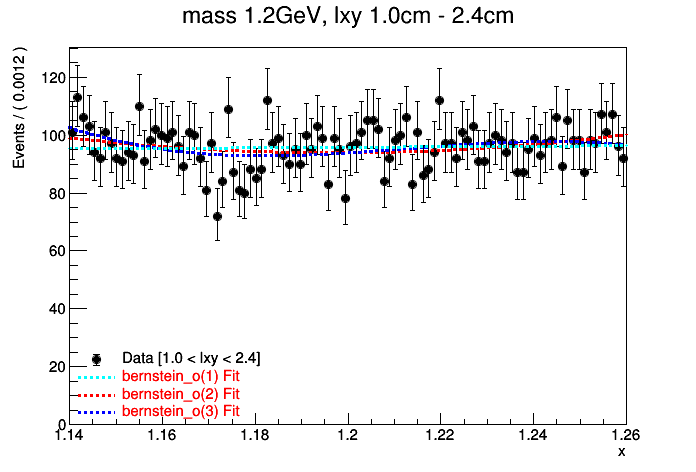 mass 1.2GeV, lxy 1.0cm - 2.4cm
Events / ( 0.0012 )
120
100
80
60
40
20
0
Data [1.0 < lxy < 2.4]
bernstein_o(1) Fit
bernstein_o(2) Fit
bernstein_o(3) Fit
1.14 1.16 1.18 1.2 1.22 1.24 1.26
x